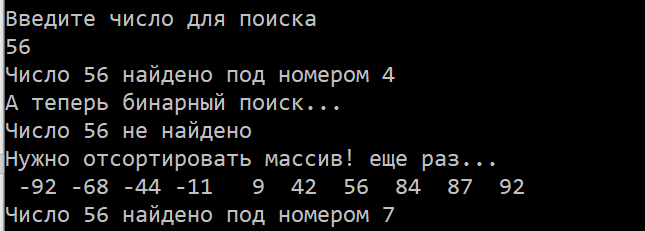 Введите число для поиска
56
Число 56 найдено под номером 4
А теперь бинарный поиск...
Число 56 не найдено
Нужно отсортировать массив! еще раз...
-92 -68 -44 -11   9  42  56  84  87  92
Число 56 найдено под номером 7